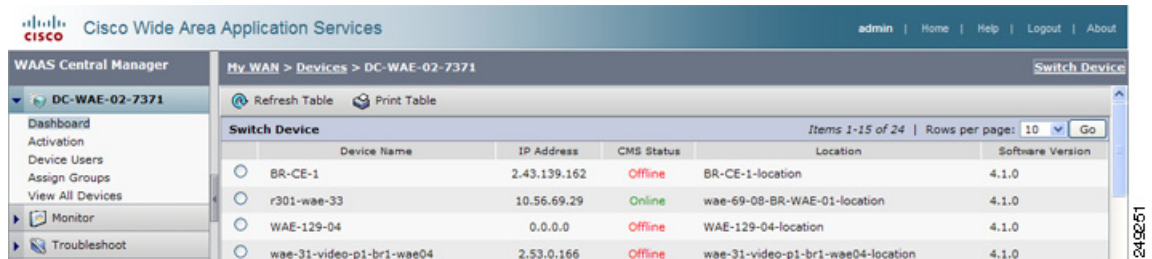 CISCO Cisco Wide Area Application Services admin | Home | Help | Logout | About
WAAS Central Manager
My WAN > Devices > DC-WAE-02-7371 Switch Device
DC-WAE-02-7371
Refresh Table Print Table
Dashboard
Activation
Device Users
Assign Groups
View All Devices
Monitor
Troubleshoot
Switch Device Items 1-15 of 24 | Rows per page: 10 Go
Device Name IP Address CMS Status Location Software Version
BR-CE-1 2.43.139.162 Offline BR-CE-1-location 4.1.0
r301-wae-33 10.56.69.29 Online wae-69-08-BR-WAE-01-location 4.1.0
WAE-129-04 0.0.0.0 Offline WAE-129-04-location 4.1.0
wae-31-video-p1-br1-wae04 2.53.0.166 Offline wae-31-video-p1-br1-wae04-location 4.1.0
249251